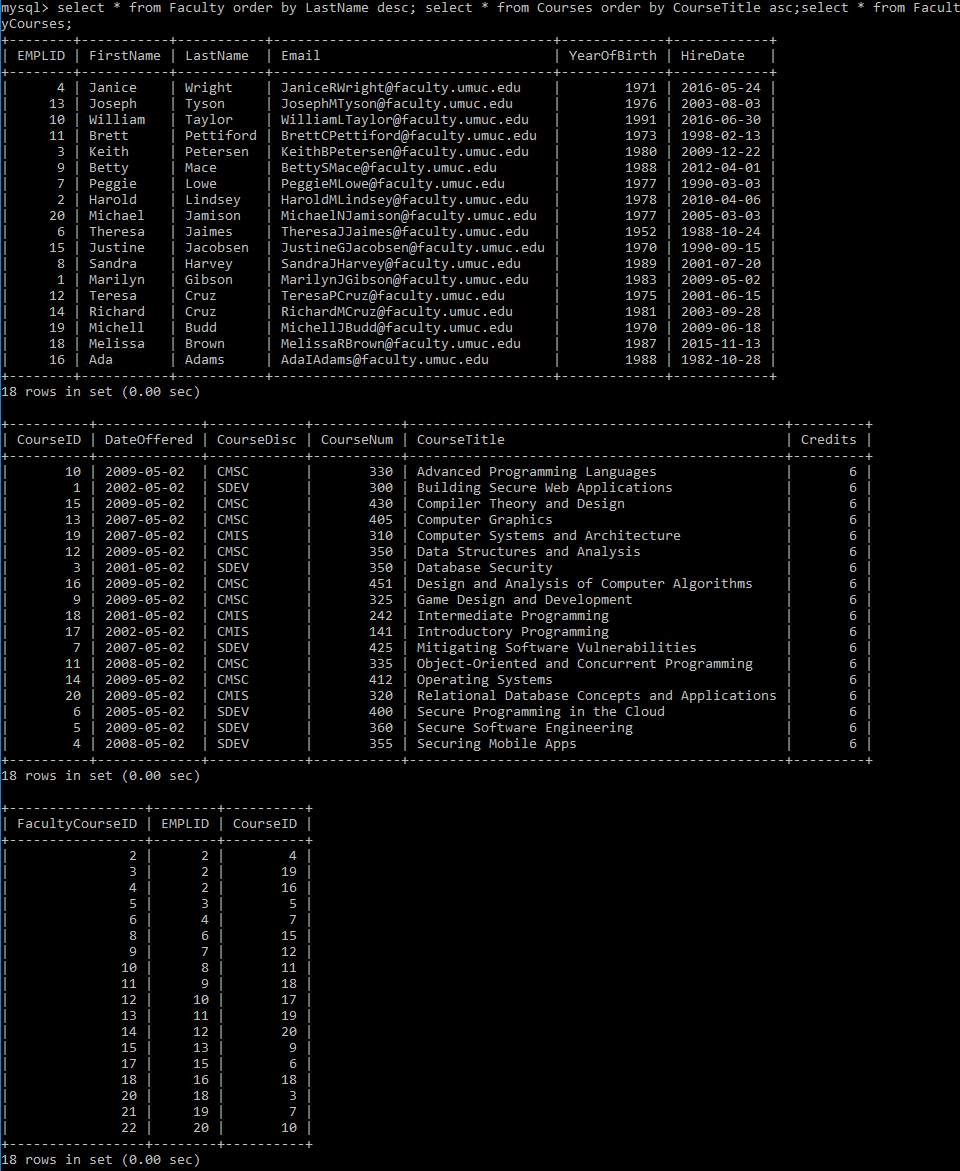 mysql> select * from Faculty order by LastName desc; select * from Courses order by CourseTitle asc;select * from Facult
yCourses;
+--------+-----------+------------+-----------------------------------+-------------+------------+
| EMPLID | FirstName | LastName   | Email                             | YearOfBirth | HireDate   |
+--------+-----------+------------+-----------------------------------+-------------+------------+
|      4 | Janice    | Wright     | JaniceRWright@faculty.umuc.edu    |        1971 | 2016-05-24 |
|     13 | Joseph    | Tyson      | JosephMTyson@faculty.umuc.edu     |        1976 | 2003-08-03 |
|     10 | William   | Taylor     | WilliamLTaylor@faculty.umuc.edu   |        1991 | 2016-06-30 |
|     11 | Brett     | Pettiford  | BrettCPettiford@faculty.umuc.edu  |        1973 | 1998-02-13 |
|      3 | Keith     | Petersen   | KeithBPetersen@faculty.umuc.edu   |        1980 | 2009-12-22 |
|      9 | Betty     | Mace       | BettySMace@faculty.umuc.edu       |        1988 | 2012-04-01 |
|      7 | Peggie    | Lowe       | PeggieMLowe@faculty.umuc.edu      |        1977 | 1990-03-03 |
|      2 | Harold    | Lindsey    | HaroldMLindsey@faculty.umuc.edu   |        1978 | 2010-04-06 |
|     20 | Michael   | Jamison    | MichaelNJamison@faculty.umuc.edu  |        1977 | 2005-03-03 |
|      6 | Theresa   | Jaimes     | TheresaJJaimes@faculty.umuc.edu   |        1952 | 1988-10-24 |
|     15 | Justine   | Jacobsen   | JustineGJacobsen@faculty.umuc.edu |        1970 | 1990-09-15 |
|      8 | Sandra    | Harvey     | SandraJHarvey@faculty.umuc.edu    |        1989 | 2001-07-20 |
|      1 | Marilyn   | Gibson     | MarilynJGibson@faculty.umuc.edu   |        1983 | 2009-05-02 |
|     12 | Teresa    | Cruz       | TeresaPCruz@faculty.umuc.edu      |        1975 | 2001-06-15 |
|     14 | Richard   | Cruz       | RichardMCruz@faculty.umuc.edu     |        1981 | 2003-09-28 |
|     19 | Michell   | Budd       | MichellJBudd@faculty.umuc.edu     |        1970 | 2009-06-18 |
|     18 | Melissa   | Brown      | MelissaRBrown@faculty.umuc.edu    |        1987 | 2015-11-13 |
|     16 | Ada       | Adams      | AdaIAdams@faculty.umuc.edu        |        1988 | 1982-10-28 |
+--------+-----------+------------+-----------------------------------+-------------+------------+
18 rows in set (0.00 sec)
+----------+-------------+------------+-----------+-----------------------------------------------+---------+
| CourseID | DateOffered | CourseDisc | CourseNum | CourseTitle                                   | Credits |
+----------+-------------+------------+-----------+-----------------------------------------------+---------+
|       10 | 2009-05-02  | CMSC       |       330 | Advanced Programming Languages                |       6 |
|        1 | 2002-05-02  | SDEV       |       300 | Building Secure Web Applications              |       6 |
|       15 | 2009-05-02  | CMSC       |       430 | Compiler Theory and Design                    |       6 |
|       13 | 2007-05-02  | CMSC       |       405 | Computer Graphics                             |       6 |
|       19 | 2007-05-02  | CMIS       |       310 | Computer Systems and Architecture             |       6 |
|       12 | 2009-05-02  | CMSC       |       350 | Data Structures and Analysis                  |       6 |
|        3 | 2001-05-02  | SDEV       |       350 | Database Security                             |       6 |
|       16 | 2009-05-02  | CMSC       |       451 | Design and Analysis of Computer Algorithms    |       6 |
|        9 | 2009-05-02  | CMSC       |       325 | Game Design and Development                   |       6 |
|       18 | 2001-05-02  | CMIS       |       242 | Intermediate Programming                      |       6 |
|       17 | 2002-05-02  | CMIS       |       141 | Introductory Programming                      |       6 |
|        7 | 2007-05-02  | SDEV       |       425 | Mitigating Software Vulnerabilities           |       6 |
|       11 | 2008-05-02  | CMSC       |       335 | Object-Oriented and Concurrent Programming    |       6 |
|       14 | 2009-05-02  | CMSC       |       412 | Operating Systems                             |       6 |
|       20 | 2009-05-02  | CMIS       |       320 | Relational Database Concepts and Applications |       6 |
|        6 | 2005-05-02  | SDEV       |       400 | Secure Programming in the Cloud               |       6 |
|        5 | 2009-05-02  | SDEV       |       360 | Secure Software Engineering                   |       6 |
|        4 | 2008-05-02  | SDEV       |       355 | Securing Mobile Apps                          |       6 |
+----------+-------------+------------+-----------+-----------------------------------------------+---------+
18 rows in set (0.00 sec)
+-----------------+--------+----------+
| FacultyCourseID | EMPLID | CourseID |
+-----------------+--------+----------+
|               2 |      2 |        4 |
|               3 |      2 |       19 |
|               4 |      2 |       16 |
|               5 |      3 |        5 |
|               6 |      4 |        7 |
|               8 |      6 |       15 |
|               9 |      7 |       12 |
|              10 |      8 |       11 |
|              11 |      9 |       18 |
|              12 |     10 |       17 |
|              13 |     11 |       19 |
|              14 |     12 |       20 |
|              15 |     13 |        9 |
|              17 |     15 |        6 |
|              18 |     16 |       18 |
|              20 |     18 |        3 |
|              21 |     19 |        7 |
|              22 |     20 |       10 |
+-----------------+--------+----------+
18 rows in set (0.00 sec)